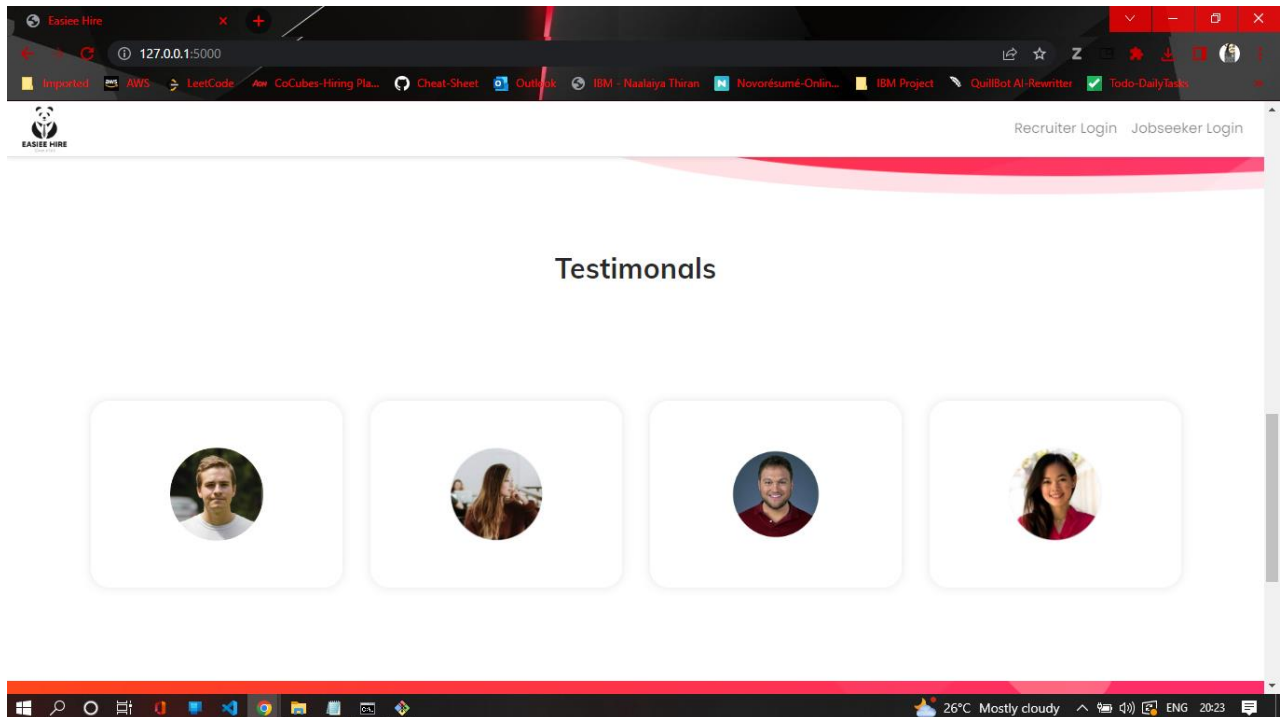 Easiee Hire
127.0.0.1:5000
Imported AWS LeetCode CoCubes-Hiring Pla... Cheat-Sheet Outlook IBM - Naalaiya Thiran Novorésumé-Onlin... IBM Project QuillBot AI-Rewritter Todo-DailyTasks
EASIEE HIRE
Recruiter Login Jobseeker Login
Testimonals
26°C Mostly cloudy ENG 20:23